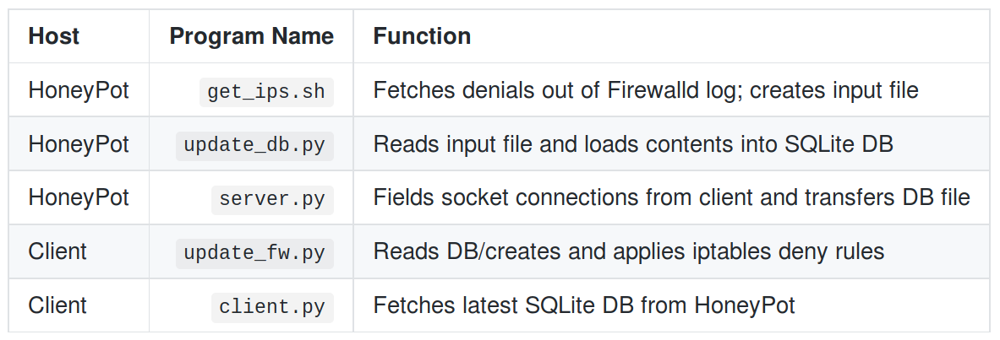 Host Program Name Function
HoneyPot get_ips.sh Fetches denials out of Firewalld log; creates input file
HoneyPot update_db.py Reads input file and loads contents into SQLite DB
HoneyPot server.py Fields socket connections from client and transfers DB file
Client update_fw.py Reads DB/creates and applies iptables deny rules
Client client.py Fetches latest SQLite DB from HoneyPot